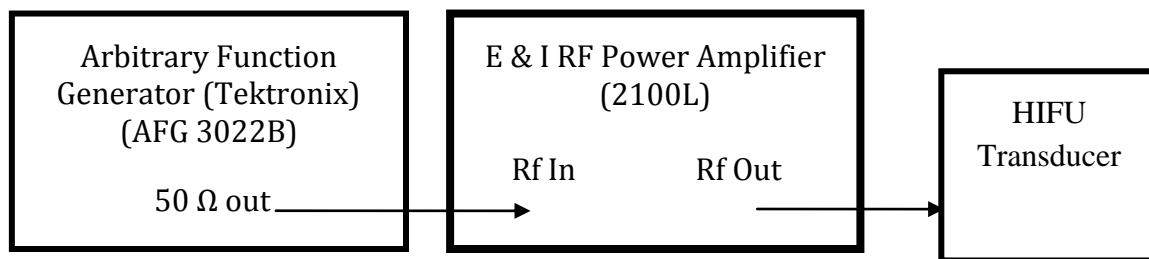 Arbitrary Function
Generator (Tektronix)
(AFG 3022B)
50 Ω out
E & I RF Power Amplifier
(2100L)
Rf In
Rf Out
HIFU
Transducer